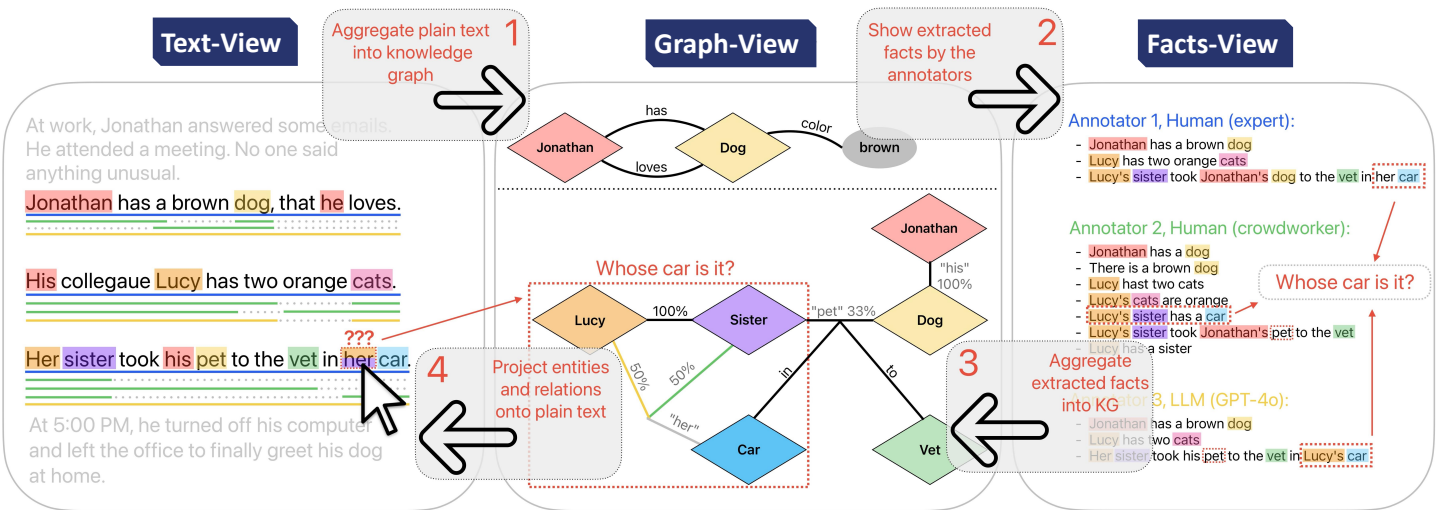 Text-View
Aggregate plain text
into knowledge
graph
1
At work, Jonathan answered some emails.
He attended a meeting. No one said
anything unusual.
Jonathan has a brown dog, that he loves.
His collegaue Lucy has two orange cats.
???
Her sister took his pet to the vet in her car.
At 5:00 PM, he turned off his computer
and left the office to finally greet his dog
at home.
Graph-View
has
Jonathan
Dog
color
brown
loves
Jonathan
"his"
100%
Whose car is it?
Lucy
100%
Sister
"pet" 33%
Dog
50%
50%
in
to
"her"
Car
Vet
4
Project entities
and relations
onto plain text
Show extracted
facts by the
annotators
2
Facts-View
Annotator 1, Human (expert):
- Jonathan has a brown dog
- Lucy has two orange cats
- Lucy's sister took Jonathan's dog to the vet in her car
Annotator 2, Human (crowdworker):
- Jonathan has a dog
- There is a brown dog
- Lucy hast two cats
- Lucy's cats are orange
- Lucy's sister has a car
- Lucy's sister took Jonathan's pet to the vet
- Lucy has a sister
Whose car is it?
3
Aggregate
extracted facts
into KG
Annotator 3, LLM (GPT-4o):
- Jonathan has a brown dog
- Lucy has two cats
- Her sister took his pet to the vet in Lucy's car